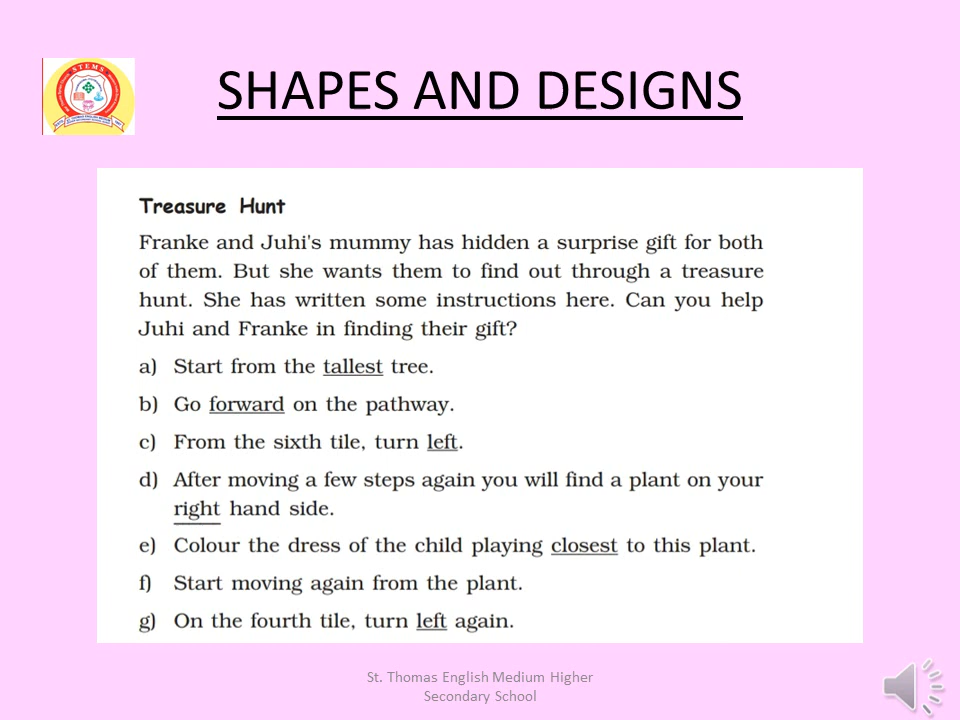 STEMS
SHAPES AND DESIGNS
Treasure Hunt
Franke and Juhi's mummy has hidden a surprise gift for both
of them. But she wants them to find out through a treasure
hunt. She has written some instructions here. Can you help
Juhi and Franke in finding their gift?
a) Start from the tallest tree.
b) Go forward on the pathway.
c) From the sixth tile, turn left.
d) After moving a few steps again you will find a plant on your
right hand side.
e) Colour the dress of the child playing closest to this plant.
f) Start moving again from the plant.
g) On the fourth tile, turn left again.
St. Thomas English Medium Higher
Secondary School